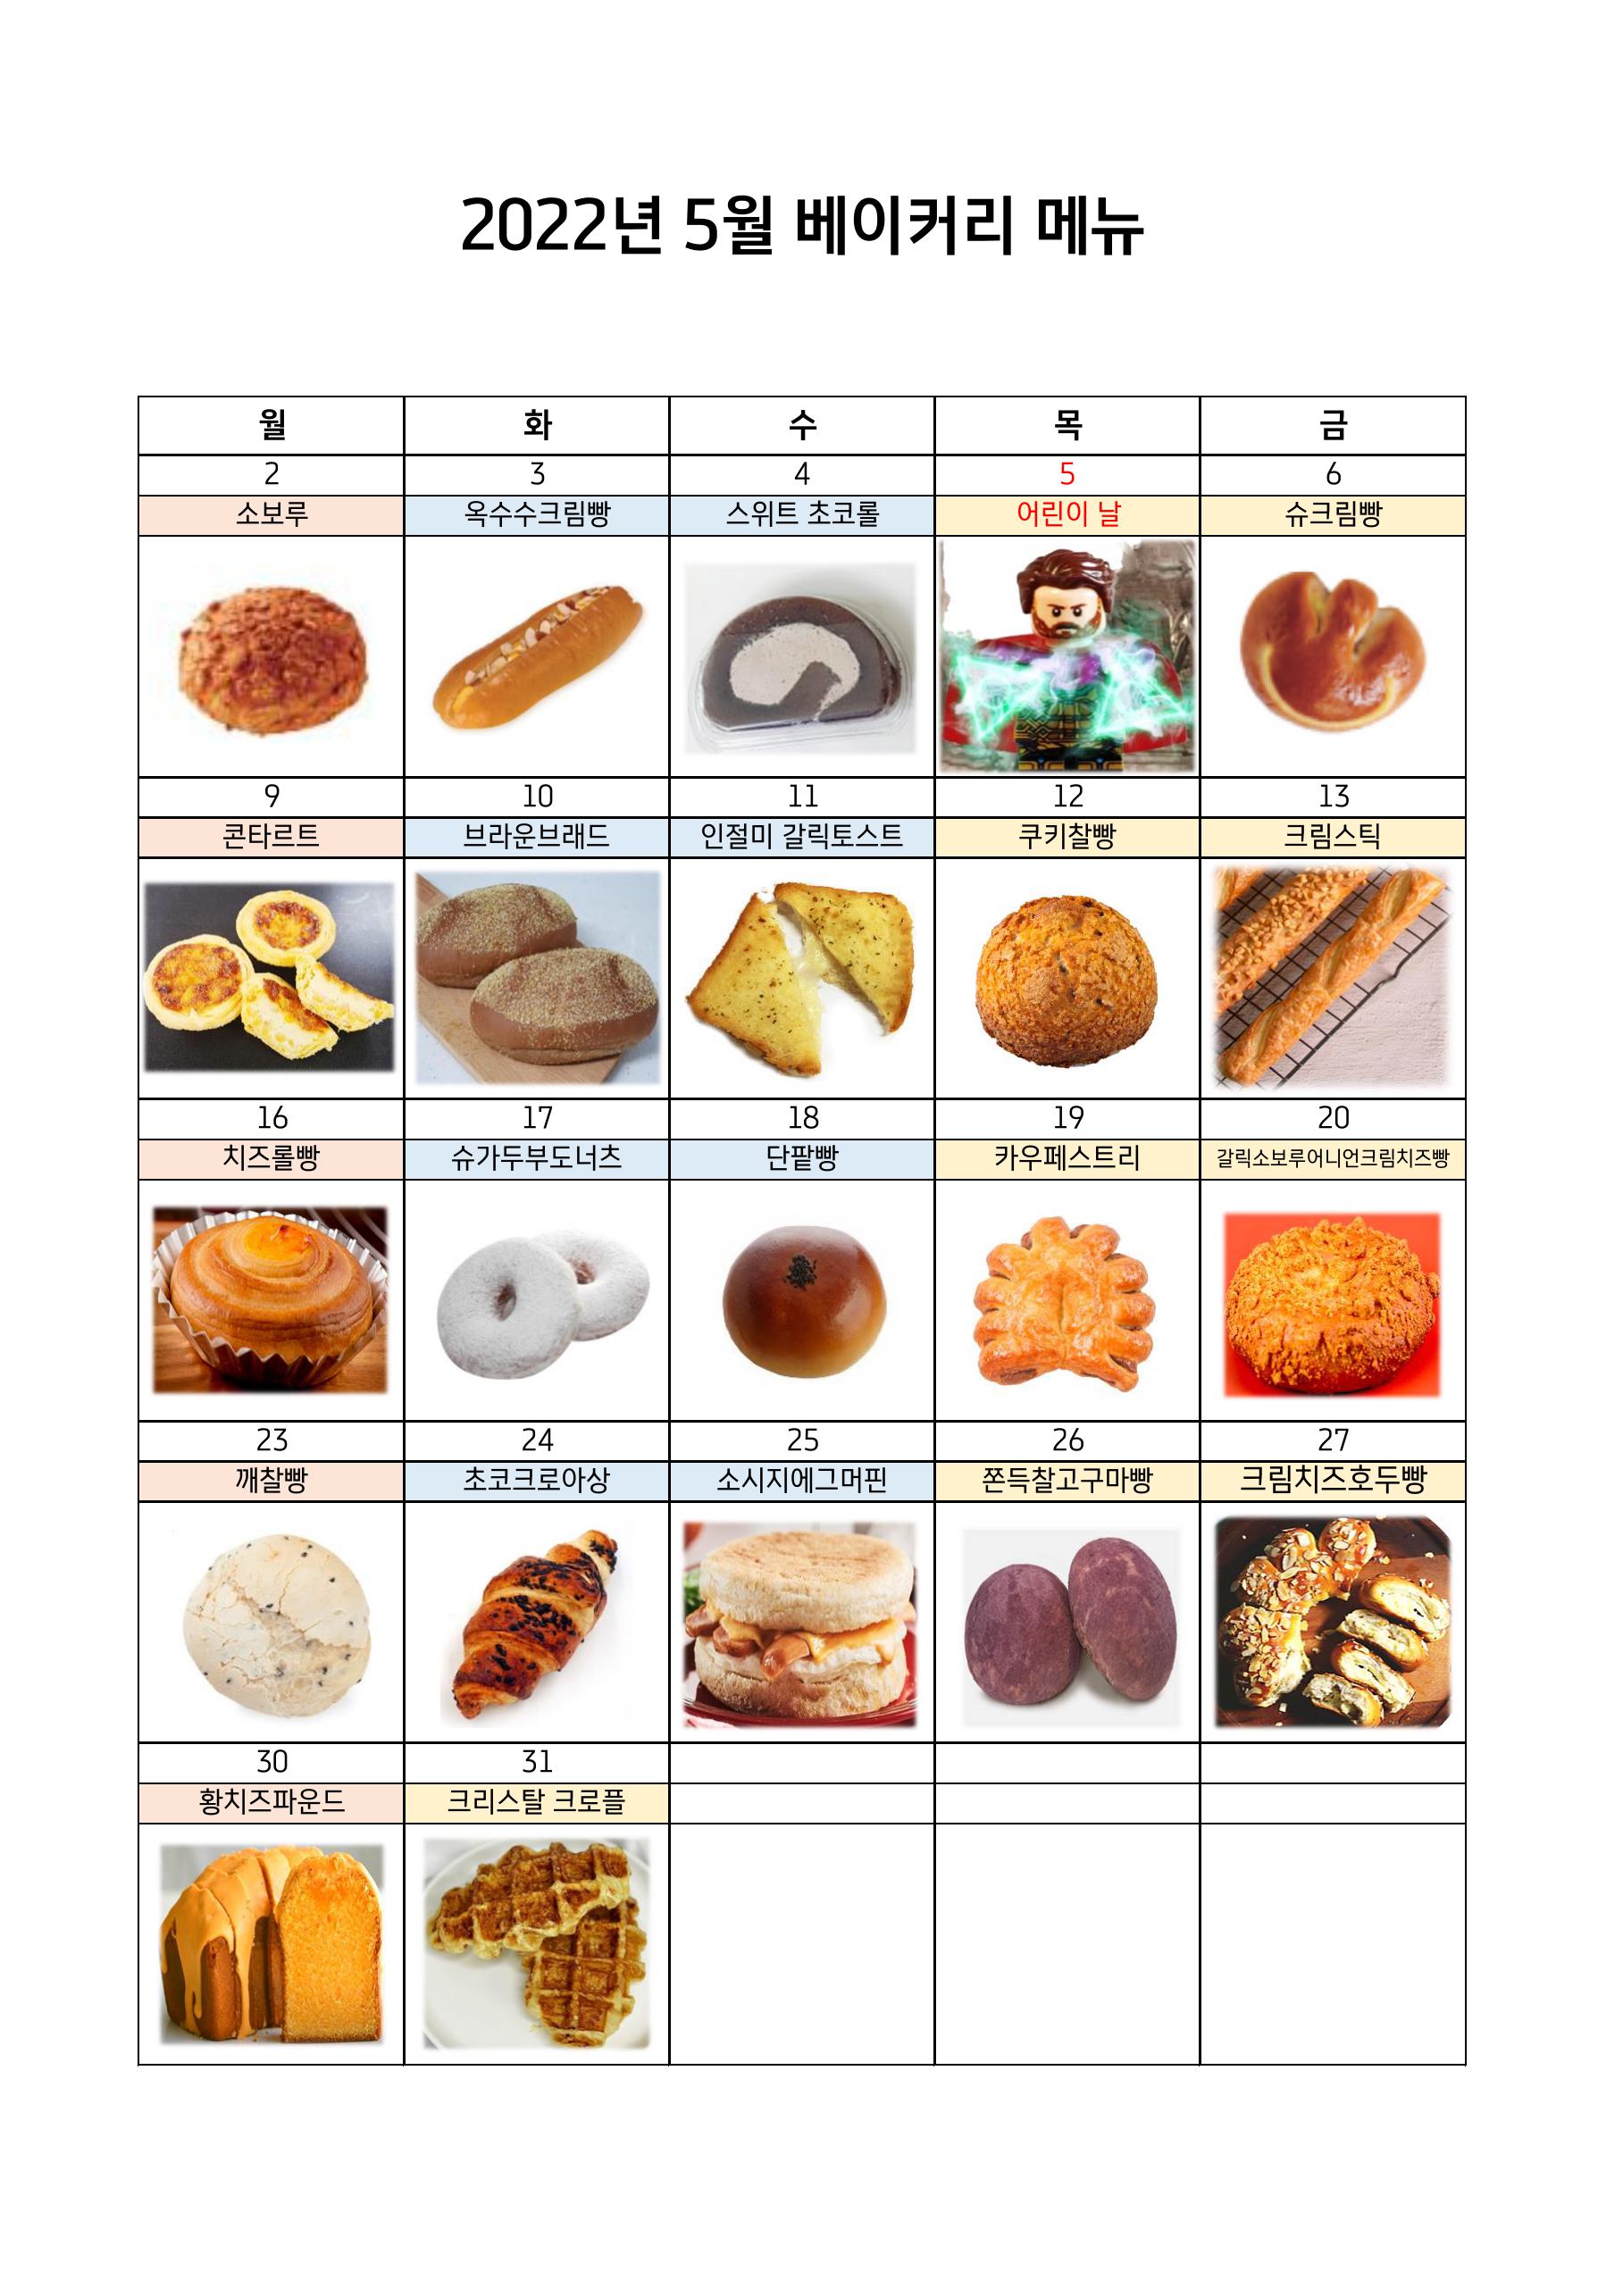 2022년 5월 베이커리 메뉴
월 화 수 목 금
2 3 4 5 6
소보루 옥수수크림빵 스위트 초코롤 어린이 날 슈크림빵
9 10 11 12 13
콘타르트 브라운브래드 인절미 갈릭토스트 쿠키찰빵 크림스틱
16 17 18 19 20
치즈롤빵 슈가두부도너츠 단팥빵 카우페스트리 갈릭소보루어니언크림치즈빵
23 24 25 26 27
깨찰빵 초코크로아상 소시지에그머핀 쫀득찰고구마빵 크림치즈호두빵
30 31
황치즈파운드 크리스탈 크로플